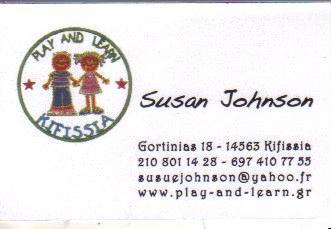 PLAY AND LEARN
KIFISSIA
Susan Johnson
Gortinias 18 - 14563 Kifissia
210 801 14 28 - 697 410 77 55
susuejohnson@yahoo.fr
www.play-and-learn.gr